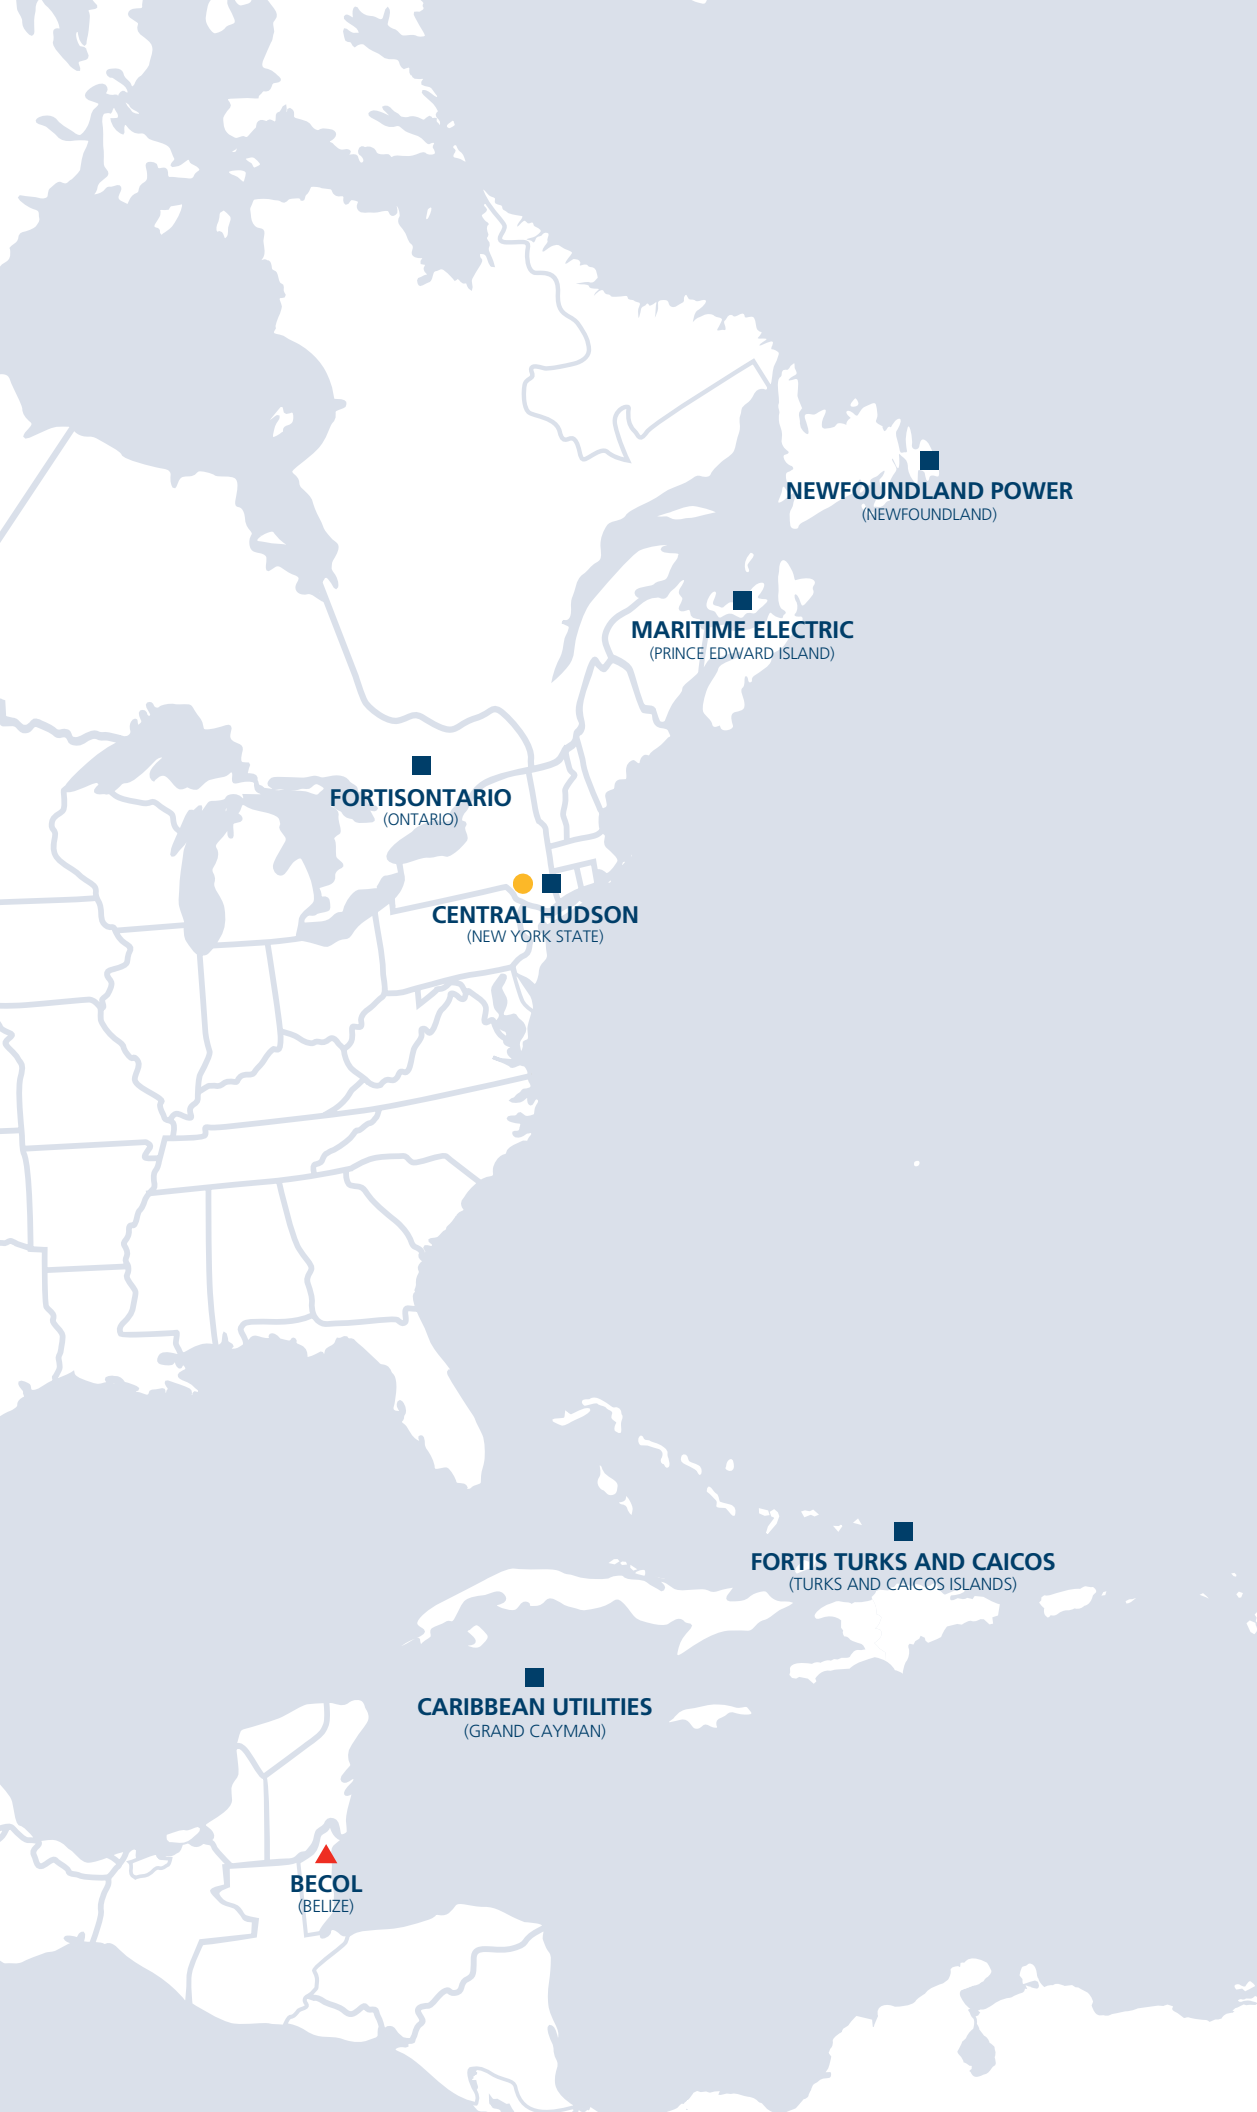 NEWFOUNDLAND POWER
(NEWFOUNDLAND)
MARITIME ELECTRIC
(PRINCE EDWARD ISLAND)
FORTISONTARIO
(ONTARIO)
CENTRAL HUDSON
(NEW YORK STATE)
FORTIS TURKS AND CAICOS
(TURKS AND CAICOS ISLANDS)
CARIBBEAN UTILITIES
(GRAND CAYMAN)
BECOL
(BELIZE)